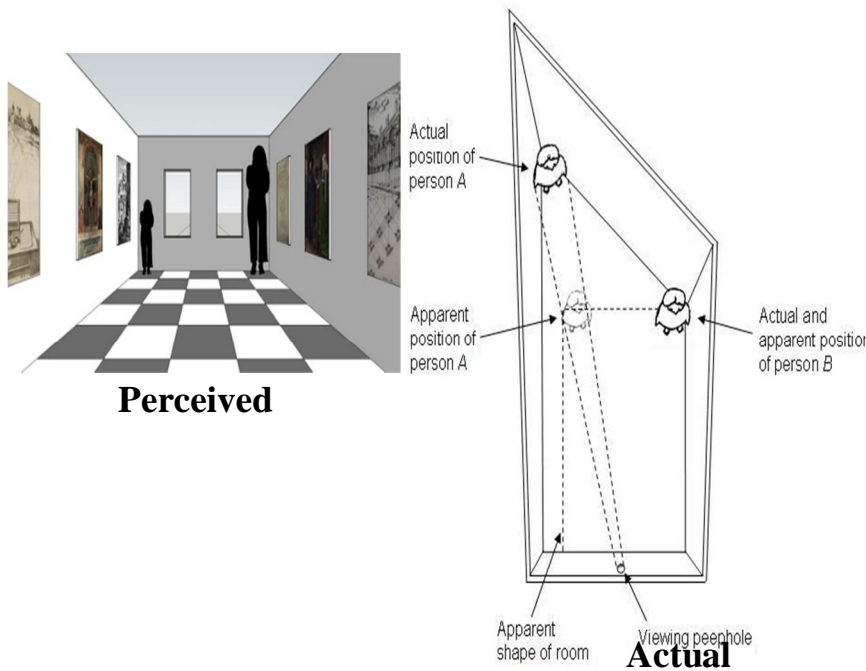 Perceived
Actual
position of
person A
Apparent
position of
person A
Actual and
apparent position
of person B
Apparent
shape of room
Viewing peephole
Actual